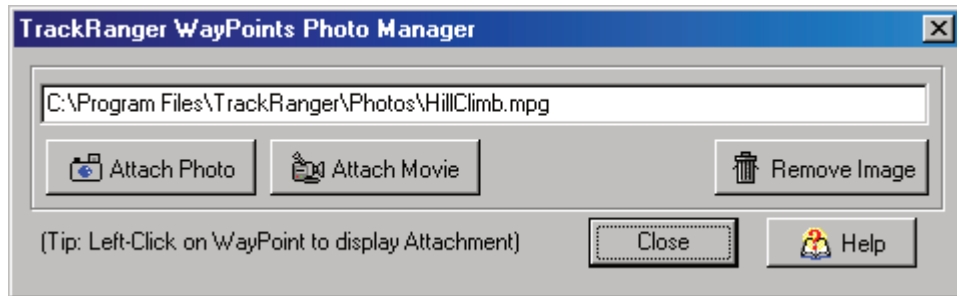 TrackRanger WayPoints Photo Manager
C:\Program Files\TrackRanger\Photos\HillClimb.mpg
Attach Photo
Attach Movie
Remove Image
(Tip: Left-Click on WayPoint to display Attachment)
Close
Help